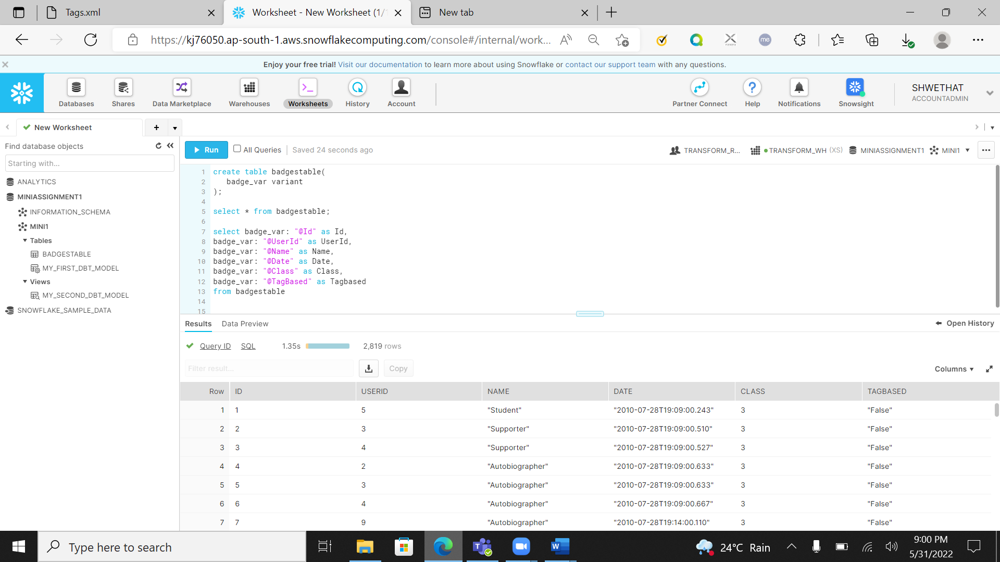 Tags.xml
Worksheet - New Worksheet (1/
New tab
https://kj76050.ap-south-1.aws.snowflakecomputing.com/console#/internal/work...
me
Enjoy your free trial! Visit our documentation to learn more about using Snowflake or contact our support team with any questions.
Databases
Shares
Data Marketplace
Warehouses
Worksheets
History
Account
Partner Connect
Help
Notifications
Snowsight
SHWETHAT
ACCOUNTADMIN
New Worksheet
Find database objects
Starting with...
ANALYTICS
MINIASSIGNMENT1
INFORMATION_SCHEMA
MINI1
Tables
BADGESTABLE
MY_FIRST_DBT_MODEL
Views
MY_SECOND_DBT_MODEL
SNOWFLAKE_SAMPLE_DATA
Run All Queries Saved 24 seconds ago
TRANSFORM_R... TRANSFORM_WH (XS) MINIASSIGNMENT1 MINI1
1 create table badgestable(
2 badge_var variant
3 );
4
5 select * from badgestable;
6
7 select badge_var: "@Id" as Id,
8 badge_var: "@UserId" as UserId,
9 badge_var: "@Name" as Name,
10 badge_var: "@Date" as Date,
11 badge_var: "@Class" as Class,
12 badge_var: "@TagBased" as Tagbased
13 from badgestable
14
15
Results Data Preview Open History
Query ID SQL 1.35s 2,819 rows
Filter result... Copy Columns
Row ID USERID NAME DATE CLASS TAGBASED
1 1 5 "Student" "2010-07-28T19:09:00.243" 3 "False"
2 2 3 "Supporter" "2010-07-28T19:09:00.510" 3 "False"
3 3 4 "Supporter" "2010-07-28T19:09:00.527" 3 "False"
4 4 2 "Autobiographer" "2010-07-28T19:09:00.633" 3 "False"
5 5 3 "Autobiographer" "2010-07-28T19:09:00.633" 3 "False"
6 6 4 "Autobiographer" "2010-07-28T19:09:00.667" 3 "False"
7 7 9 "Autobiographer" "2010-07-28T19:14:00.110" 3 "False"
Type here to search
24°C Rain
9:00 PM
5/31/2022